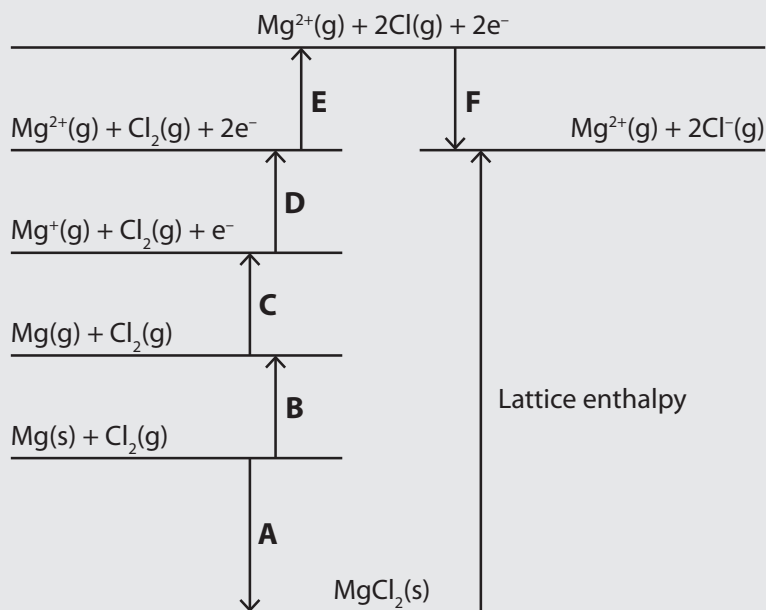 Mg²⁺(g) + 2Cl(g) + 2e⁻
E
F
Mg²⁺(g) + Cl₂(g) + 2e⁻
Mg²⁺(g) + 2Cl⁻(g)
D
Mg⁺(g) + Cl₂(g) + e⁻
C
Mg(g) + Cl₂(g)
B
Lattice enthalpy
Mg(s) + Cl₂(g)
A
MgCl₂(s)